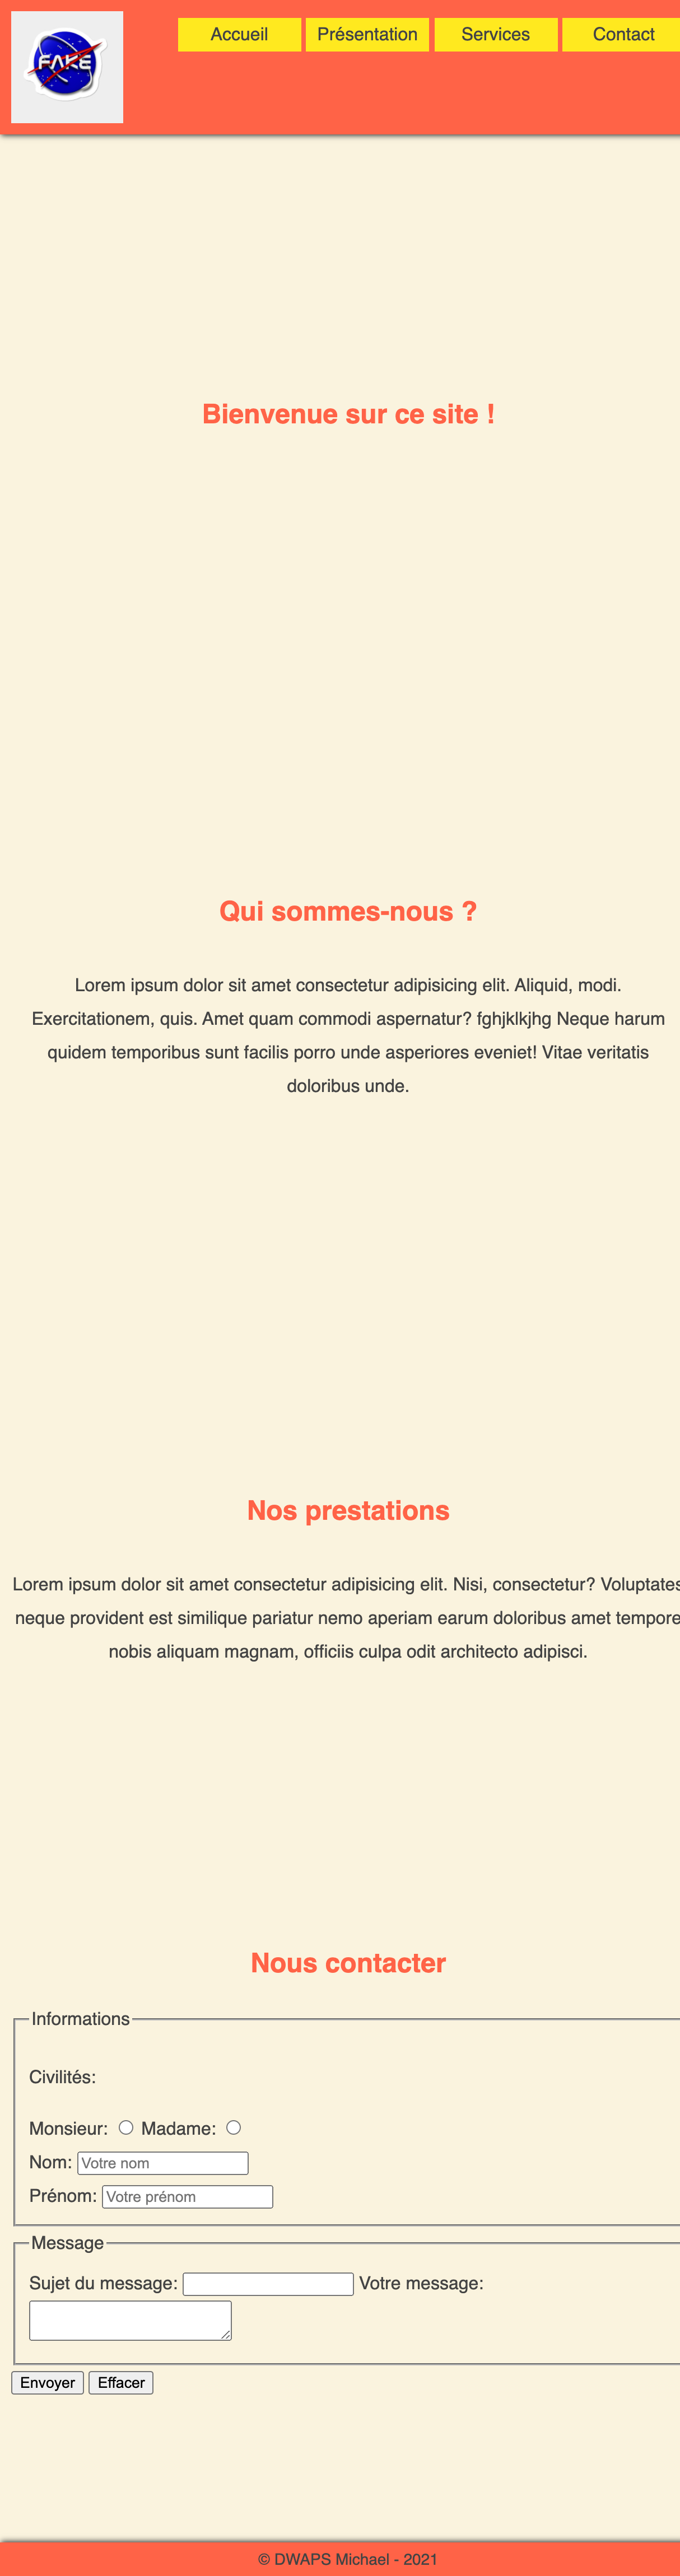 FAKE
Accueil
Présentation
Services
Contact
Bienvenue sur ce site !
Qui sommes-nous ?
Lorem ipsum dolor sit amet consectetur adipisicing elit. Aliquid, modi.
Exercitationem, quis. Amet quam commodi aspernatur? fghjklkjhg Neque harum
quidem temporibus sunt facilis porro unde asperiores eveniet! Vitae veritatis
doloribus unde.
Nos prestations
Lorem ipsum dolor sit amet consectetur adipisicing elit. Nisi, consectetur? Voluptates
neque provident est similique pariatur nemo aperiam earum doloribus amet tempore
nobis aliquam magnam, officiis culpa odit architecto adipisci.
Nous contacter
Informations
Civilités:
Monsieur: Madame:
Nom: Votre nom
Prénom: Votre prénom
Message
Sujet du message: Votre message:
Envoyer Effacer
© DWAPS Michael - 2021